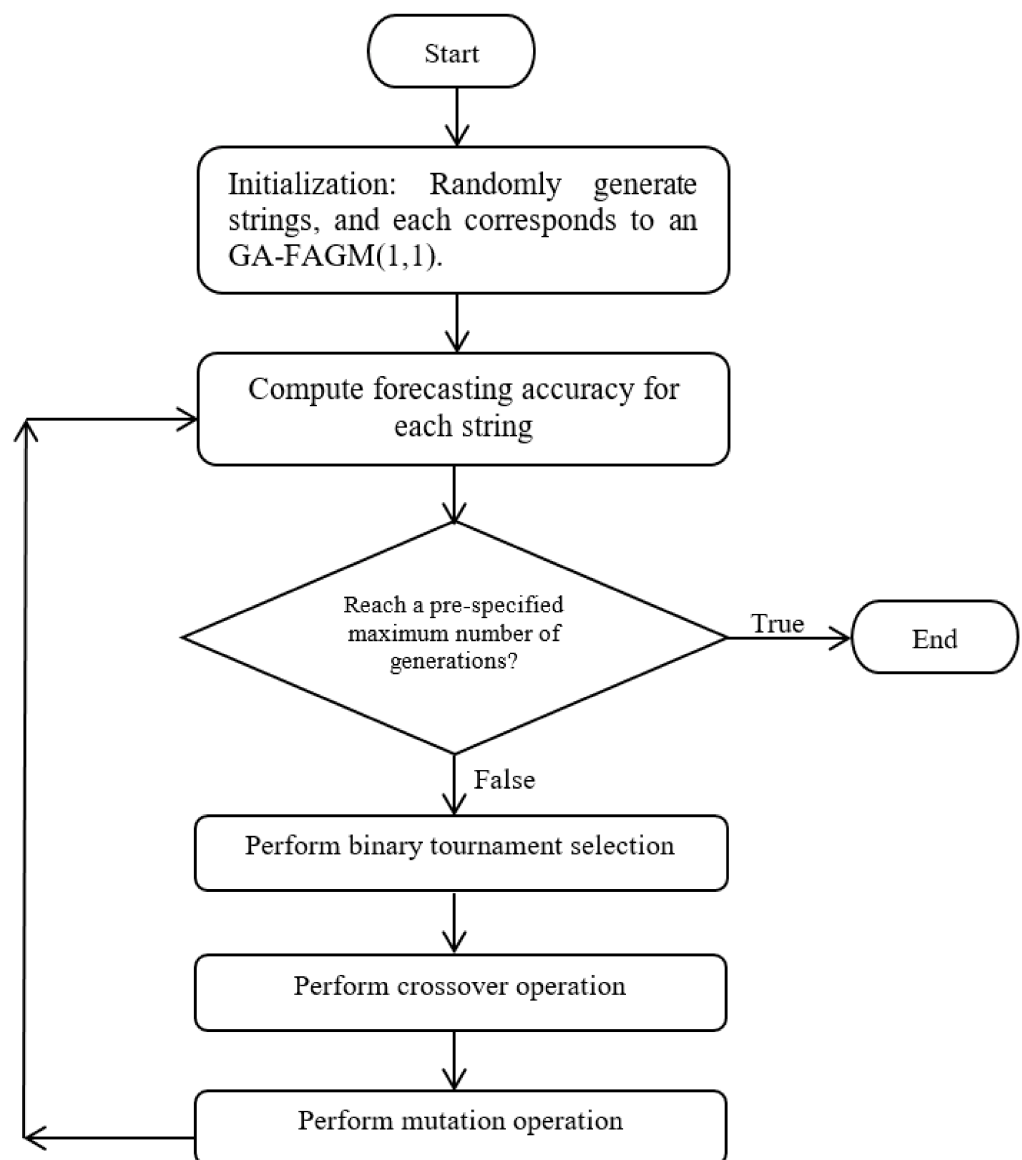 Start
Initialization: Randomly generate
strings, and each corresponds to an
GA-FAGM(1,1).
Compute forecasting accuracy for
each string
Reach a pre-specified
maximum number of
generations?
True
End
False
Perform binary tournament selection
Perform crossover operation
Perform mutation operation